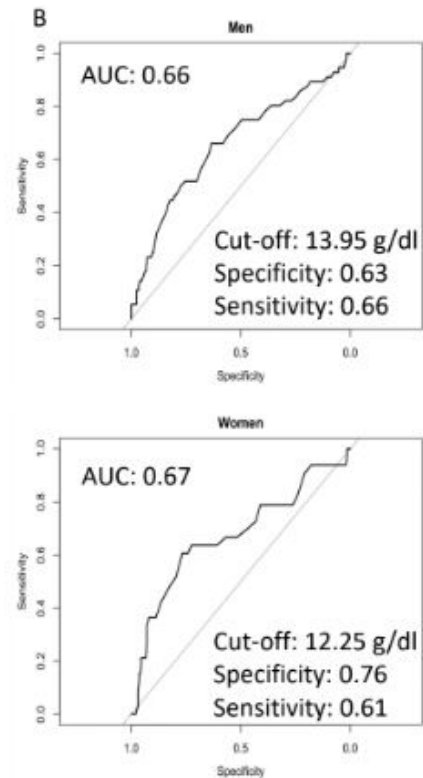 B
Men
AUC: 0.66
1.0
0.8
0.6
0.4
0.2
0.0
Sensitivity
Cut-off: 13.95 g/dl
Specificity: 0.63
Sensitivity: 0.66
1.0 0.5 0.0
Specificity
Women
AUC: 0.67
1.0
0.8
0.6
0.4
0.2
0.0
Sensitivity
Cut-off: 12.25 g/dl
Specificity: 0.76
Sensitivity: 0.61
1.0 0.5 0.0
Specificity